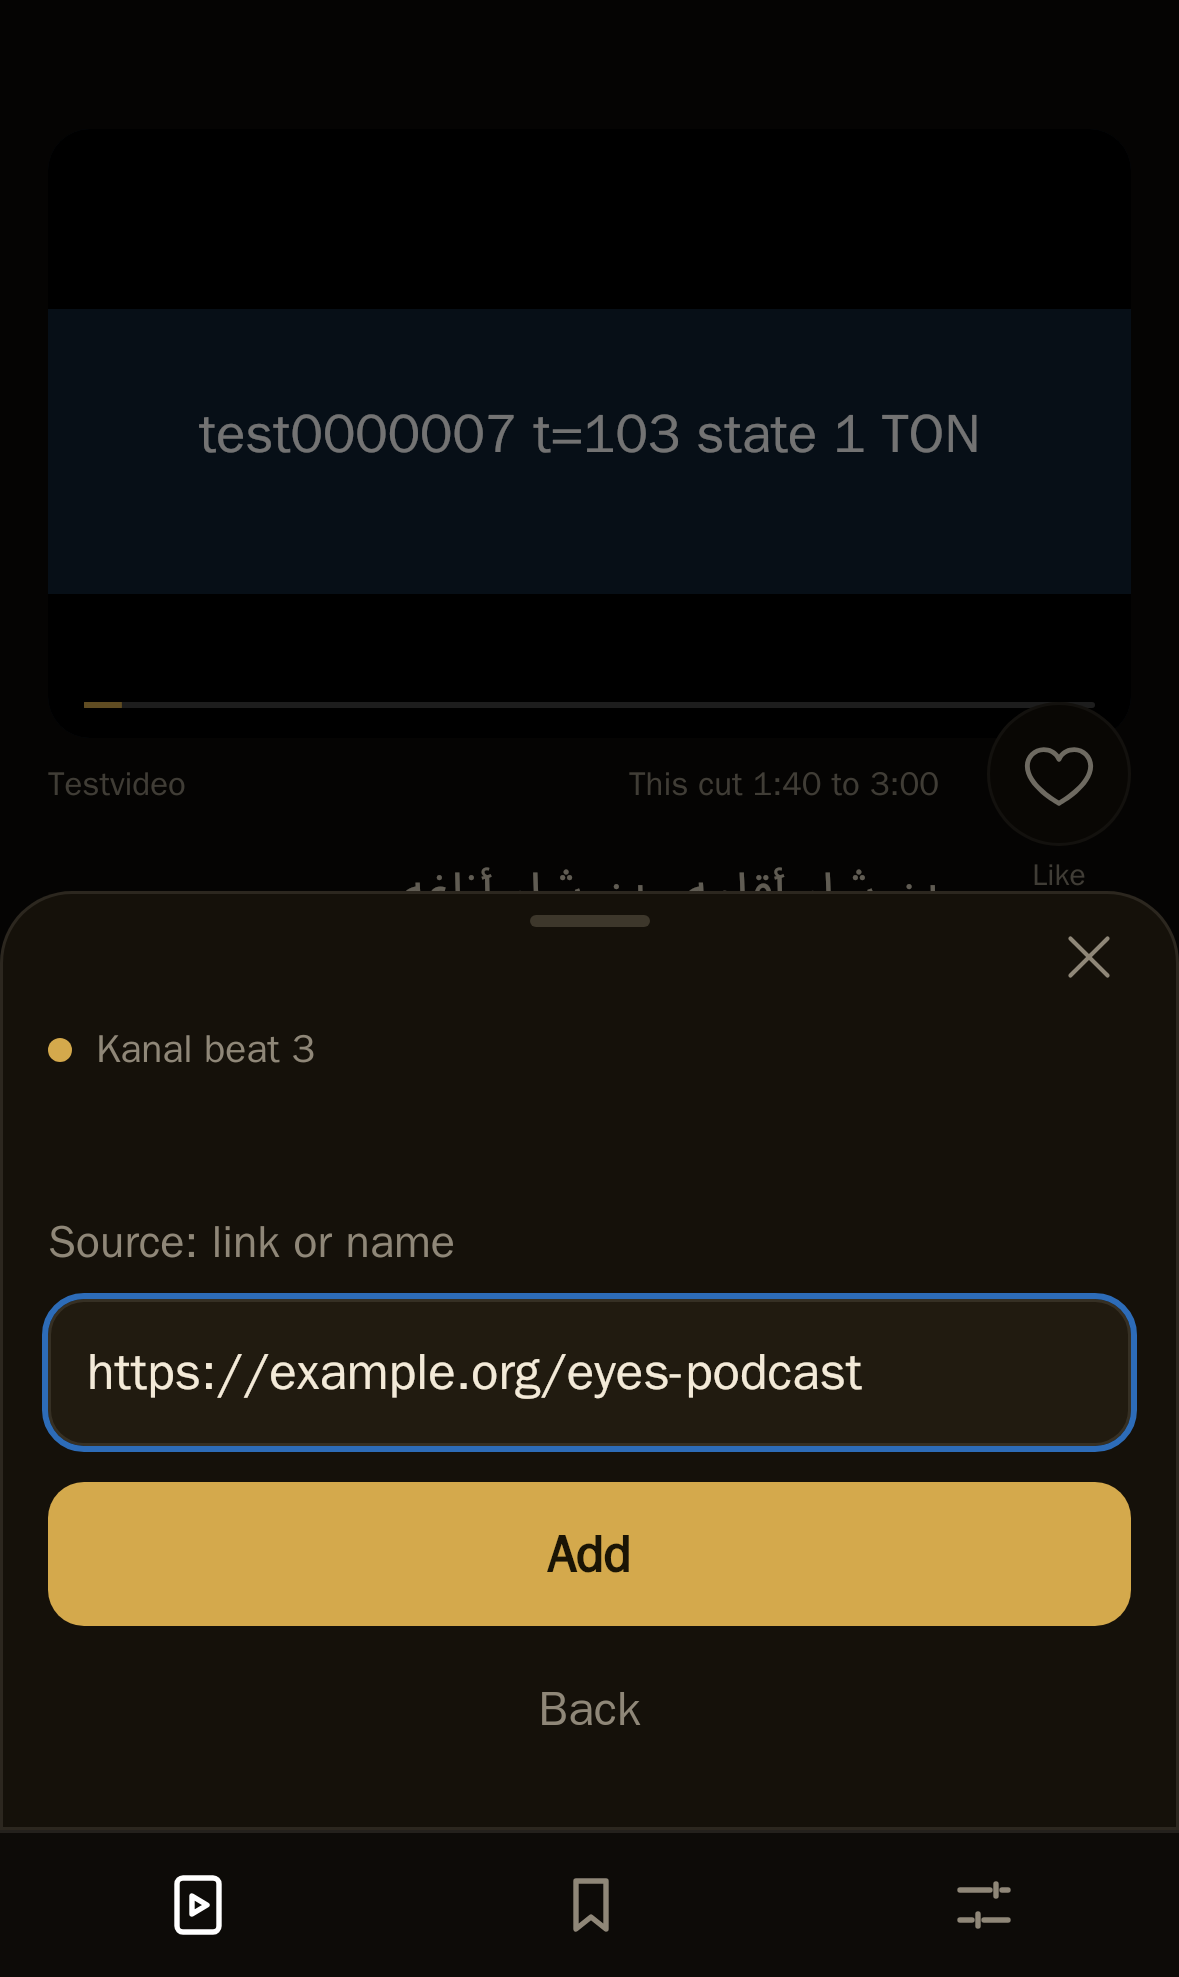 test0000007 t=103 state 1 TON
Testvideo
This cut 1:40 to 3:00
Like
Kanal beat 3
Source: link or name
https://example.org/eyes-podcast
Add
Back